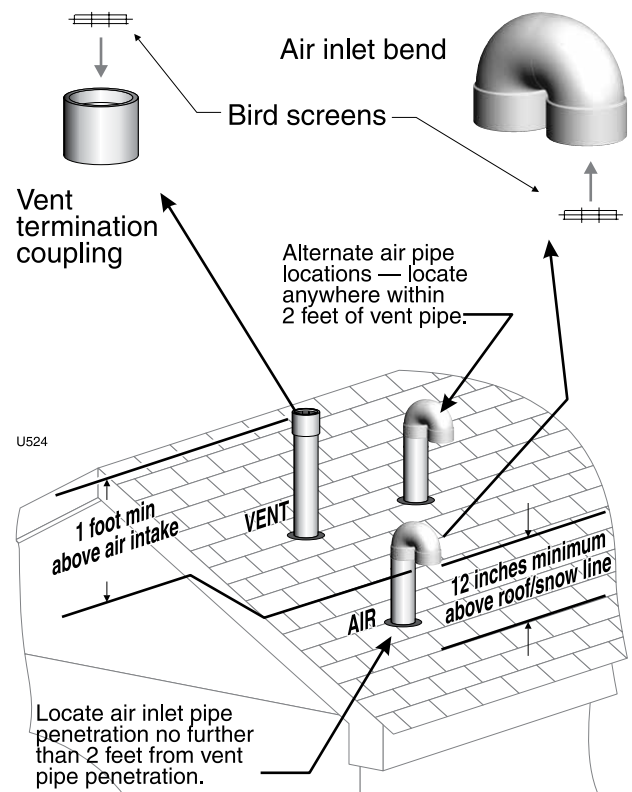 Air inlet bend
Bird screens
Vent
termination
coupling
Alternate air pipe
locations — locate
anywhere within
2 feet of vent pipe.
U524
1 foot min
above air intake
VENT
12 inches minimum
above roof/snow line
AIR
Locate air inlet pipe
penetration no further
than 2 feet from vent
pipe penetration.